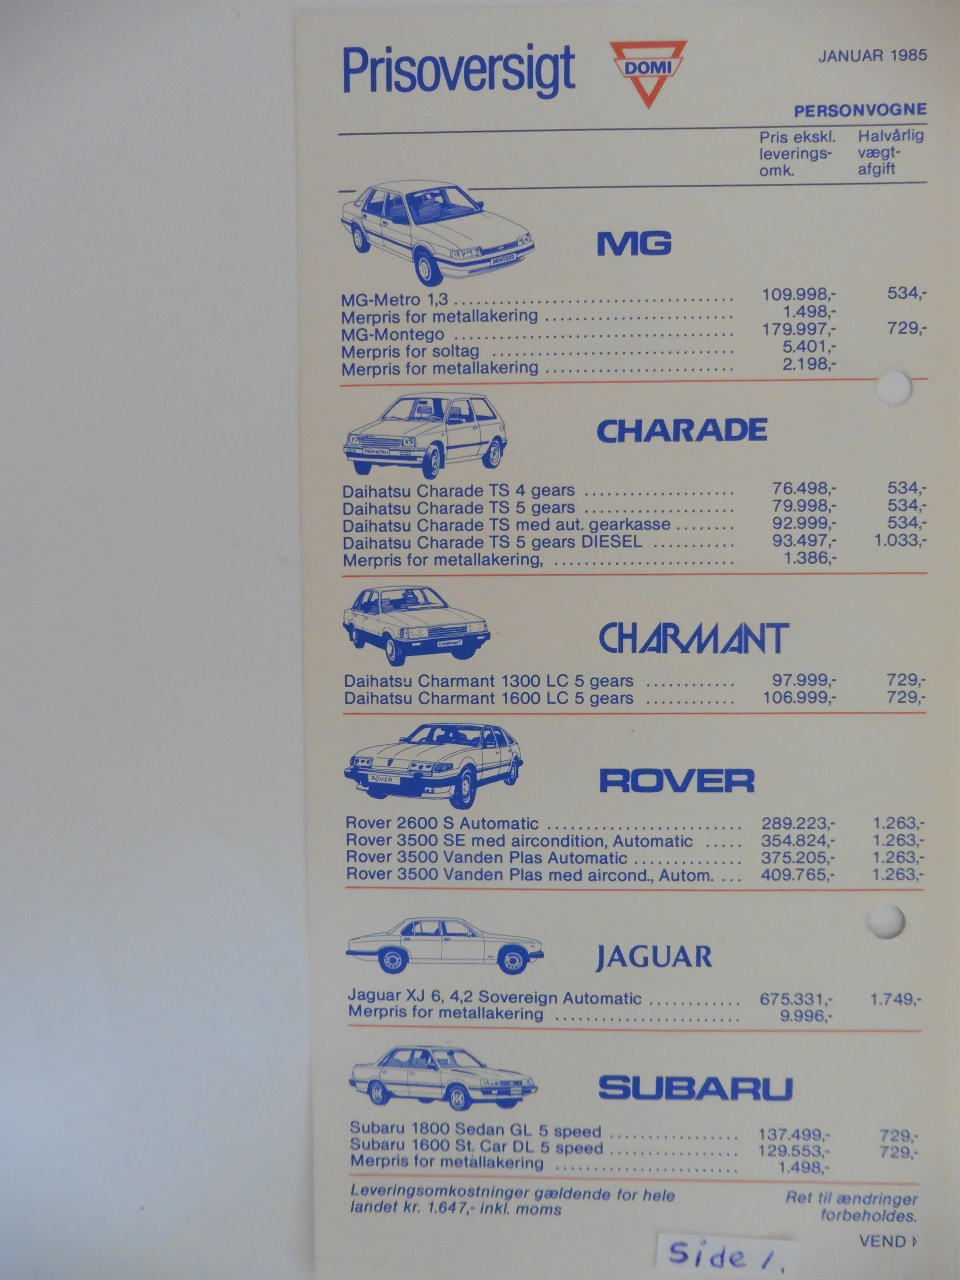 Prisoversigt
DOMI
JANUAR 1985
PERSONVOGNE
Pris ekskl. Halvårlig
leverings- vægt-
omk. afgift
MONTEGO
MG
MG-Metro 1,3 ................................. 109.998,- 534,-
Merpris for metallakering ....................... 1.498,-
MG-Montego ................................. 179.997,- 729,-
Merpris for soltag ............................. 5.401,-
Merpris for metallakering ....................... 2.198,-
DAIHATSU
CHARADE
Daihatsu Charade TS 4 gears .................. 76.498,- 534,-
Daihatsu Charade TS 5 gears .................. 79.998,- 534,-
Daihatsu Charade TS med aut. gearkasse ....... 92.999,- 534,-
Daihatsu Charade TS 5 gears DIESEL .......... 93.497,- 1.033,-
Merpris for metallakering, ...................... 1.386,-
CHARMANT
CHARMANT
Daihatsu Charmant 1300 LC 5 gears ........... 97.999,- 729,-
Daihatsu Charmant 1600 LC 5 gears ........... 106.999,- 729,-
ROVER
ROVER
Rover 2600 S Automatic ........................ 289.223,- 1.263,-
Rover 3500 SE med aircondition, Automatic ..... 354.824,- 1.263,-
Rover 3500 Vanden Plas Automatic ............. 375.205,- 1.263,-
Rover 3500 Vanden Plas med aircond., Autom. ... 409.765,- 1.263,-
JAGUAR
Jaguar XJ 6, 4,2 Sovereign Automatic ........... 675.331,- 1.749,-
Merpris for metallakering ...................... 9.996,-
SUBARU
Subaru 1800 Sedan GL 5 speed ................ 137.499,- 729,-
Subaru 1600 St. Car DL 5 speed ................ 129.553,- 729,-
Merpris for metallakering ...................... 1.498,-
Leveringsomkostninger gældende for hele
landet kr. 1.647,- inkl. moms
Ret til ændringer
forbeholdes.
VEND
Side 1.